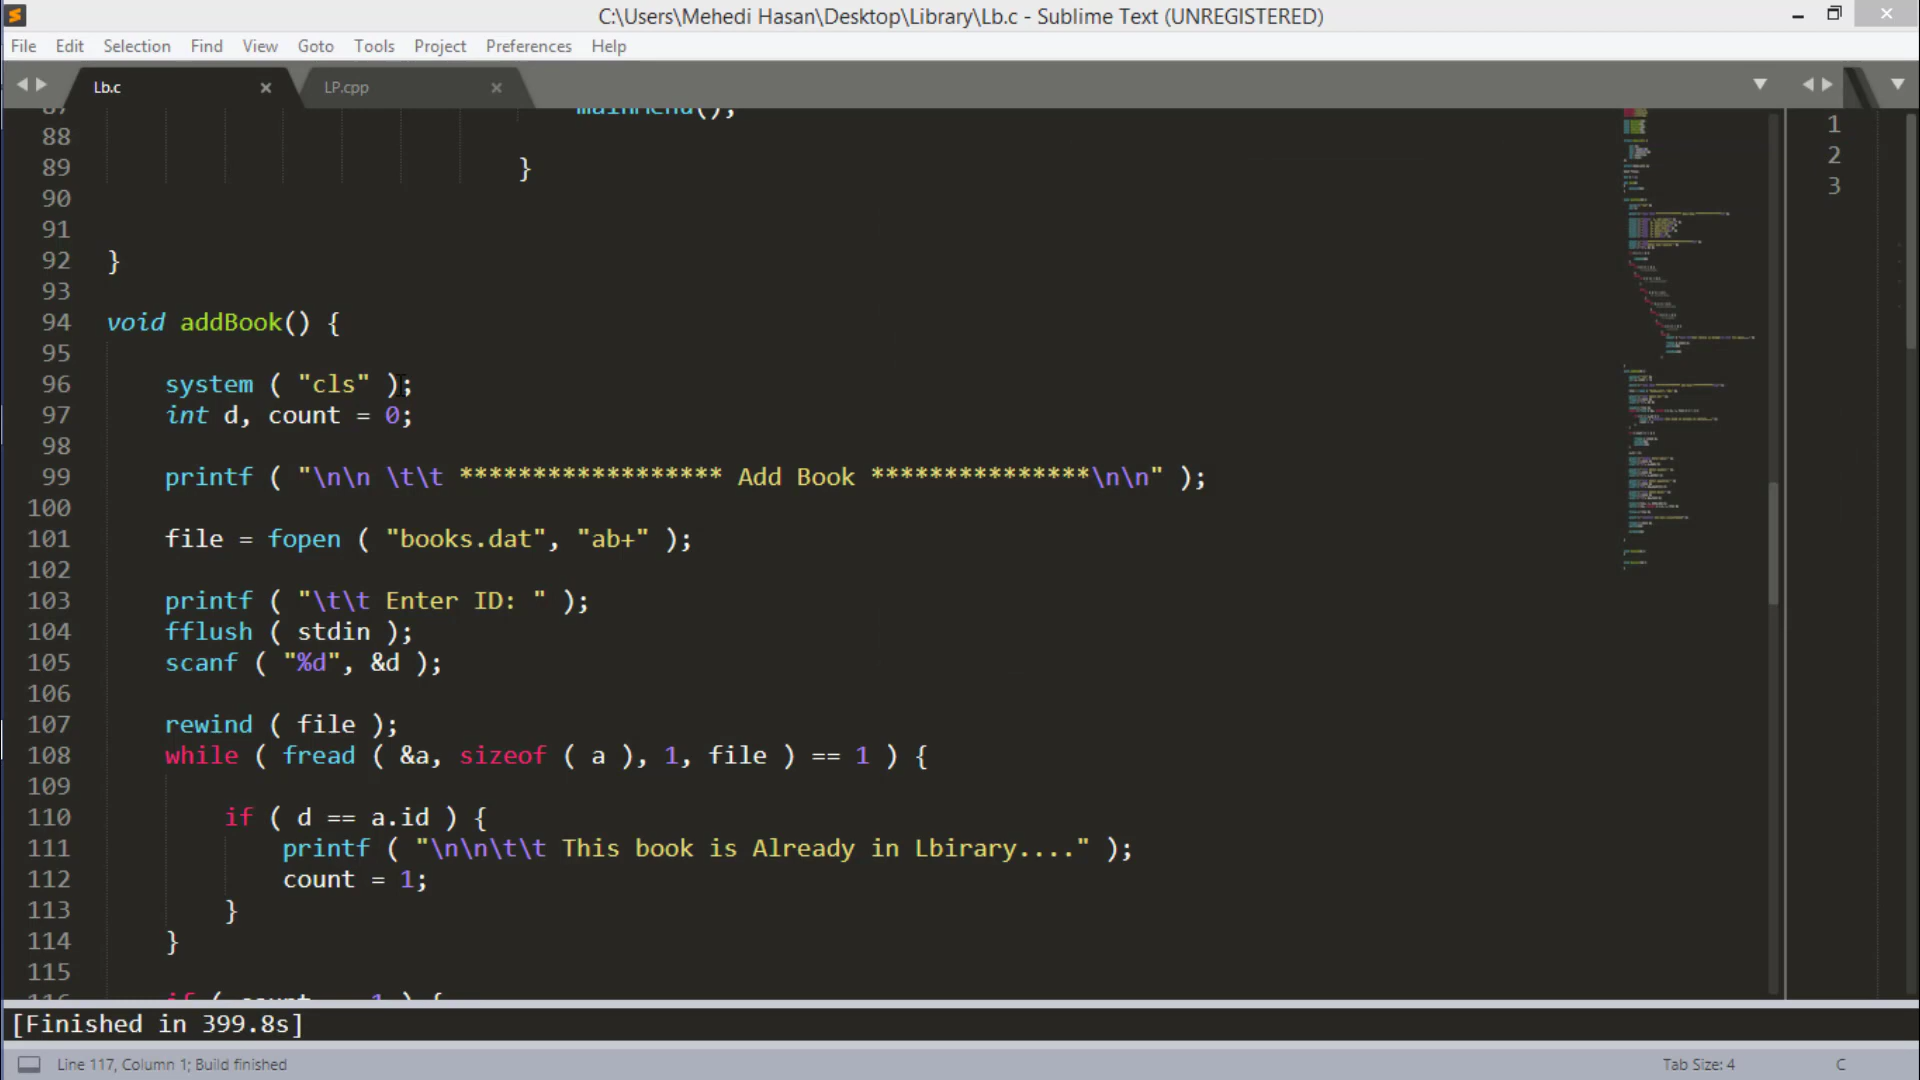 C:\Users\Mehedi Hasan\Desktop\Library\Lb.c - Sublime Text (UNREGISTERED)
File Edit Selection Find View Goto Tools Project Preferences Help
Lb.c LP.cpp
87 mainMenu();
88
89 }
90
91
92 }
93
94 void addBook() {
95
96 system ( "cls" );
97 int d, count = 0;
98
99 printf ( "\n\n \t\t ****************** Add Book ***************\n\n" );
100
101 file = fopen ( "books.dat", "ab+" );
102
103 printf ( "\t\t Enter ID: " );
104 fflush ( stdin );
105 scanf ( "%d", &d );
106
107 rewind ( file );
108 while ( fread ( &a, sizeof ( a ), 1, file ) == 1 ) {
109
110 if ( d == a.id ) {
111 printf ( "\n\n\t\t This book is Already in Lbirary...." );
112 count = 1;
113 }
114 }
115
116 if ( count
1
2
3
[Finished in 399.8s]
Line 117, Column 1; Build finished
Tab Size: 4
C